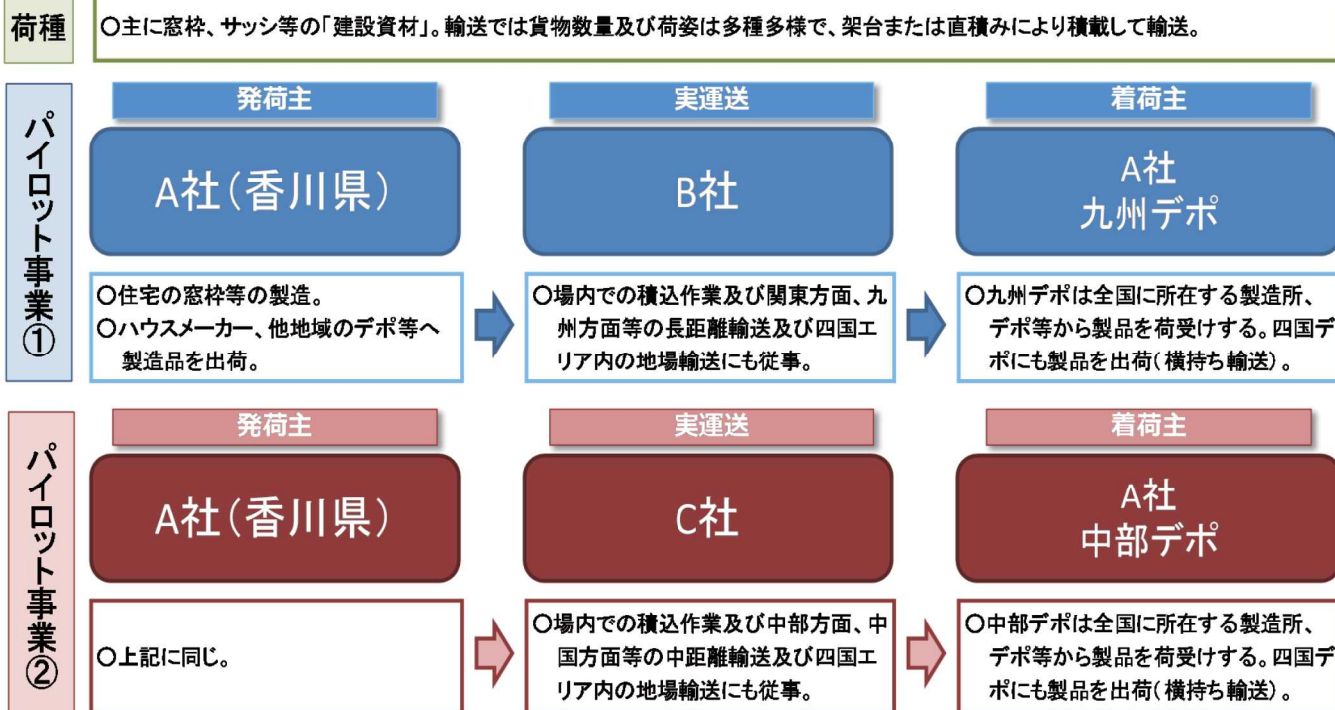 荷種
〇主に窓枠、サッシ等の「建設資材」。輸送では貨物数量及び荷姿は多種多様で、架台または直積みにより積載して輸送。
パイロット事業①
発荷主
実運送
着荷主
A社(香川県)
B社
A社
九州デポ
〇住宅の窓枠等の製造。
〇ハウスメーカー、他地域のデポ等へ
製造品を出荷。
〇場内での積込作業及び関東方面、九
州方面等の長距離輸送及び四国エ
リア内の地場輸送にも従事。
〇九州デポは全国に所在する製造所、
デポ等から製品を荷受けする。四国デ
ポにも製品を出荷(横持ち輸送)。
パイロット事業②
発荷主
実運送
着荷主
A社(香川県)
C社
A社
中部デポ
〇上記に同じ。
〇場内での積込作業及び中部方面、中
国方面等の中距離輸送及び四国エ
リア内の地場輸送にも従事。
〇中部デポは全国に所在する製造所、
デポ等から製品を荷受けする。四国デ
ポにも製品を出荷(横持ち輸送)。